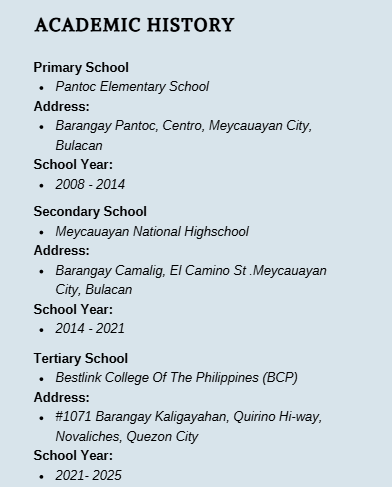 ACADEMIC HISTORY
Primary School
• Pantoc Elementary School
Address:
• Barangay Pantoc, Centro, Meycauayan City,
Bulacan
School Year:
• 2008 - 2014
Secondary School
• Meycauayan National Highschool
Address:
• Barangay Camalig, El Camino St .Meycauayan
City, Bulacan
School Year:
• 2014 - 2021
Tertiary School
• Bestlink College Of The Philippines (BCP)
Address:
• #1071 Barangay Kaligayahan, Quirino Hi-way,
Novaliches, Quezon City
School Year:
• 2021- 2025